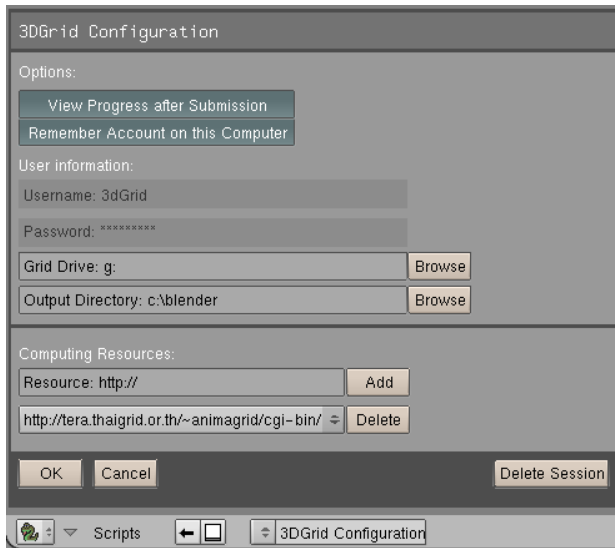 3DGrid Configuration
Options:
View Progress after Submission
Remember Account on this Computer
User information:
Username: 3dGrid
Password: *********
Grid Drive: g: Browse
Output Directory: c:\blender Browse
Computing Resources:
Resource: http:// Add
http://tera.thaigrid.or.th/~animagrid/cgi-bin/ Delete
OK Cancel Delete Session
Scripts 3DGrid Configuration